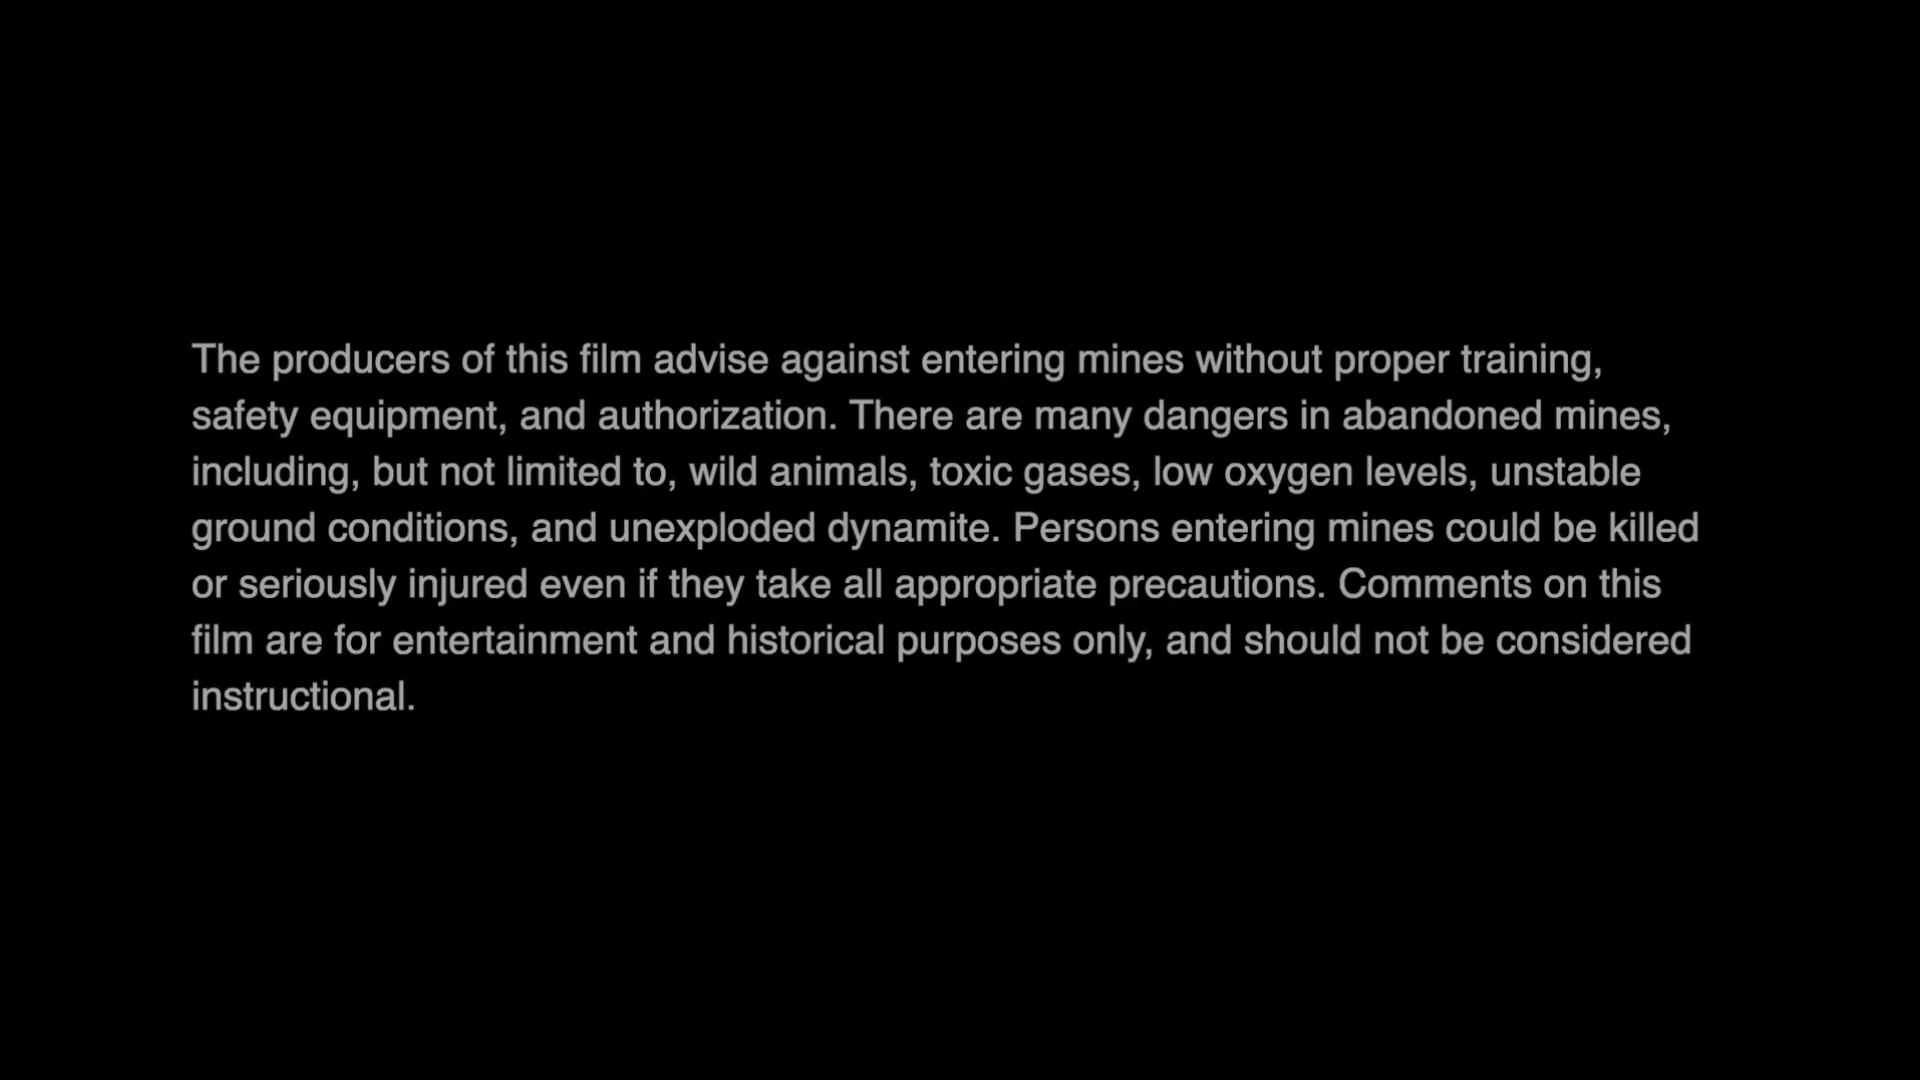 The producers of this film advise against entering mines without proper training,
safety equipment, and authorization. There are many dangers in abandoned mines,
including, but not limited to, wild animals, toxic gases, low oxygen levels, unstable
ground conditions, and unexploded dynamite. Persons entering mines could be killed
or seriously injured even if they take all appropriate precautions. Comments on this
film are for entertainment and historical purposes only, and should not be considered
instructional.